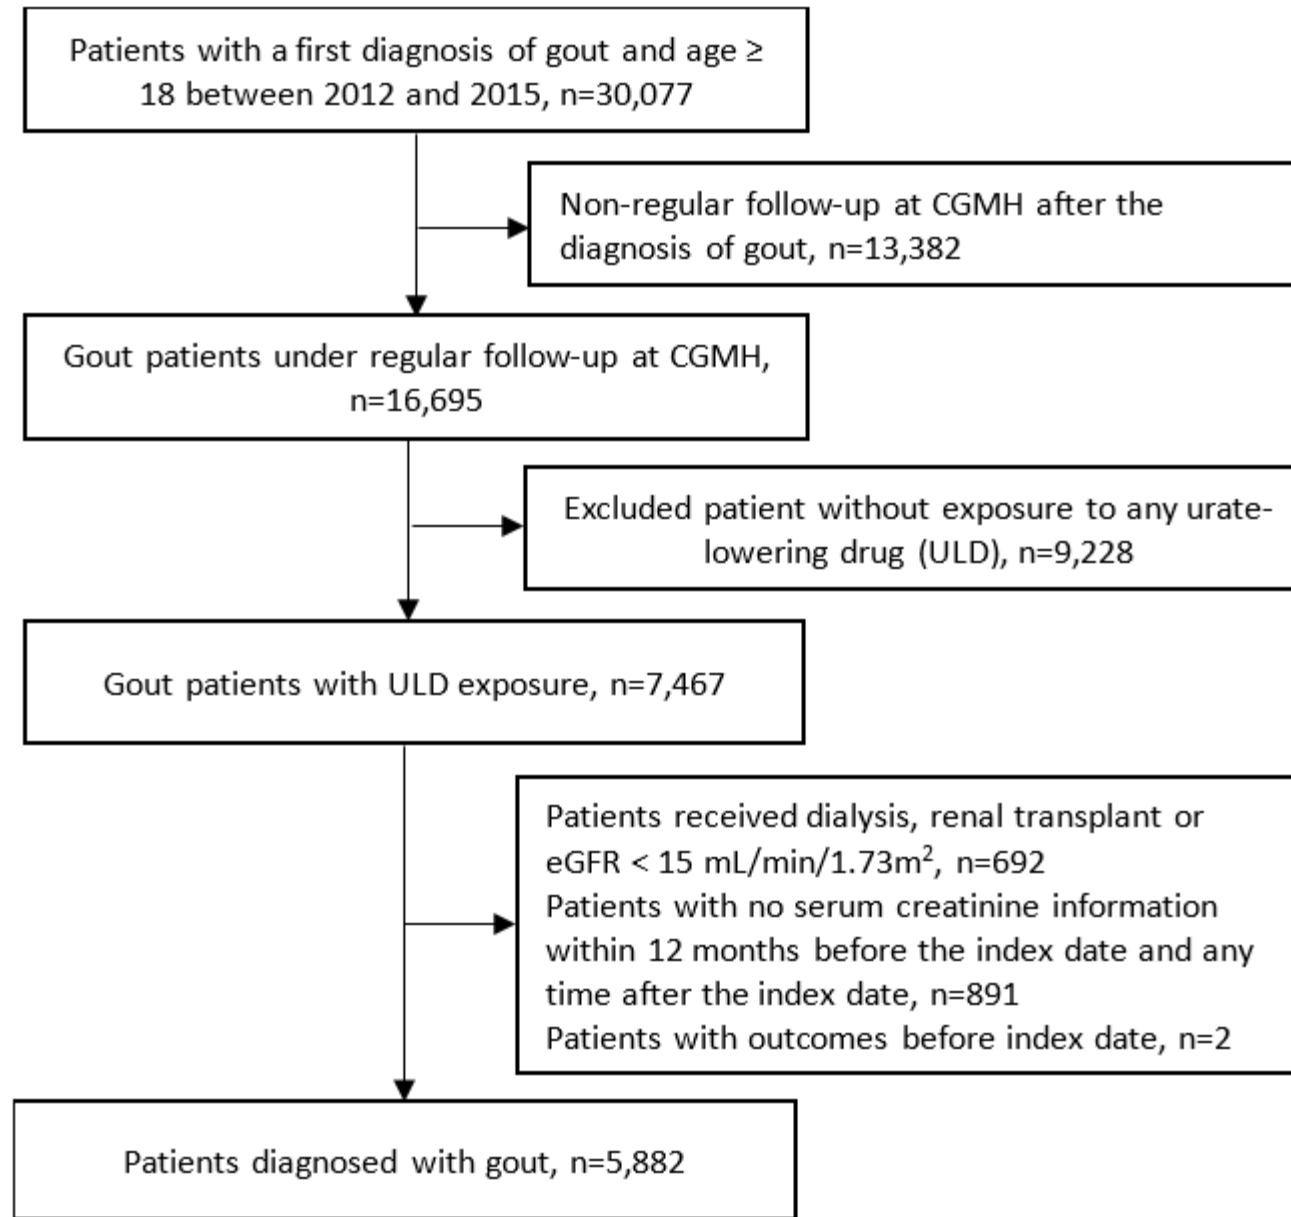 Patients with a first diagnosis of gout and age ≥
18 between 2012 and 2015, n=30,077
Non-regular follow-up at CGMH after the
diagnosis of gout, n=13,382
Gout patients under regular follow-up at CGMH,
n=16,695
Excluded patient without exposure to any urate-
lowering drug (ULD), n=9,228
Gout patients with ULD exposure, n=7,467
Patients received dialysis, renal transplant or
eGFR < 15 mL/min/1.73m², n=692
Patients with no serum creatinine information
within 12 months before the index date and any
time after the index date, n=891
Patients with outcomes before index date, n=2
Patients diagnosed with gout, n=5,882